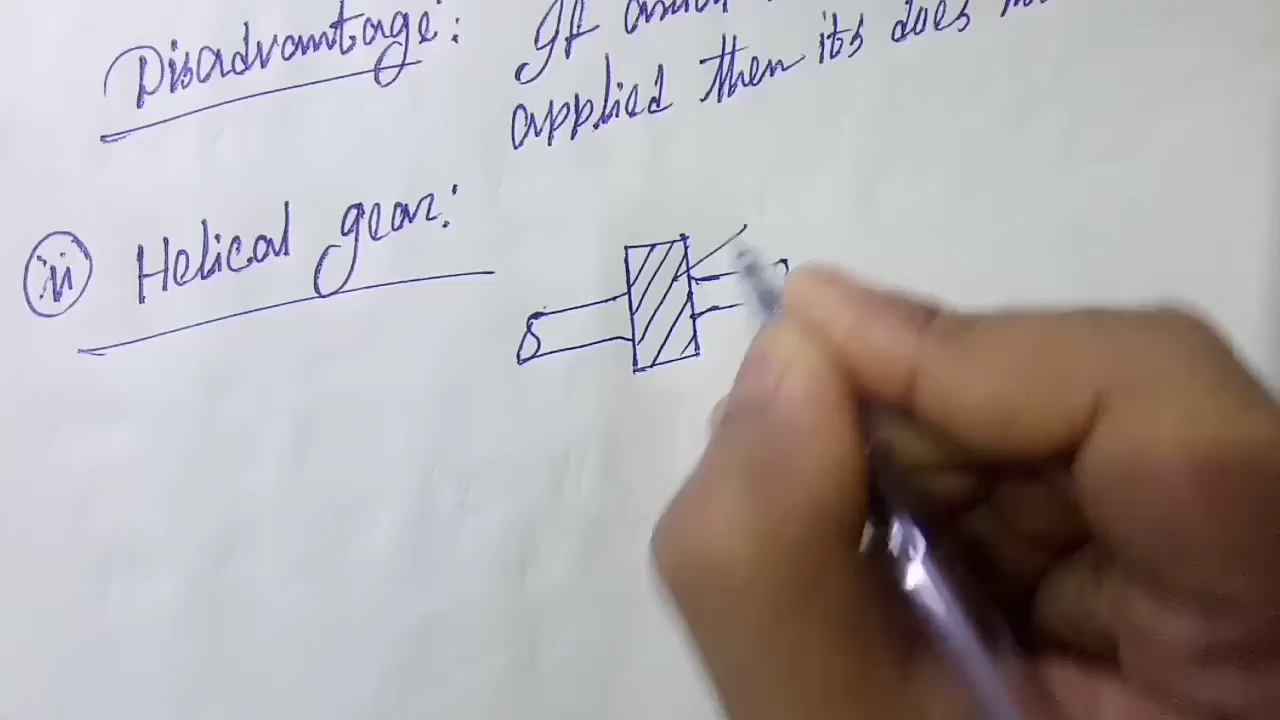 Disadvantage: If
applied then its does
(ii) Helical gear: